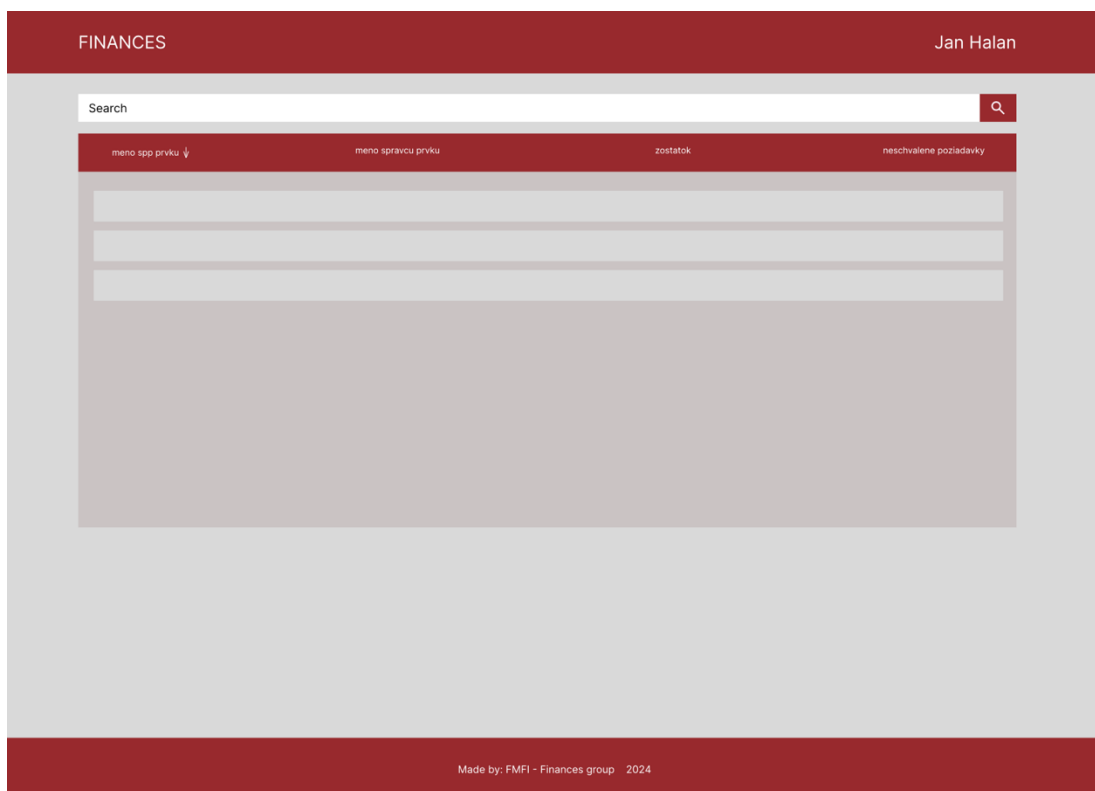 FINANCES Jan Halan
Search
meno spp prvku meno spravcu prvku zostatok neschvalene poziadavky
Made by: FMFI - Finances group 2024